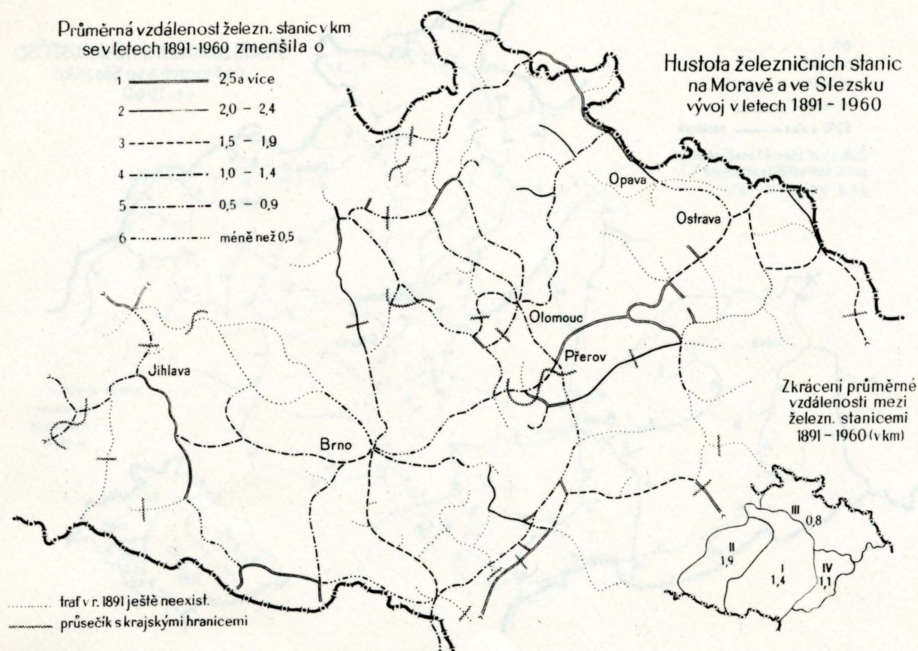 Průměrná vzdálenost železn. stanic v km
se v letech 1891-1960 zmenšila o
1 2,5 a více
2 2,0 - 2,4
3 1,5 - 1,9
4 1,0 - 1,4
5 0,5 - 0,9
6 méně než 0,5
Hustota železničních stanic
na Moravě a ve Slezsku
vývoj v letech 1891 - 1960
Opava
Ostrava
Olomouc
Přerov
Jihlava
Brno
Zkrácení průměrné
vzdálenosti mezi
železn. stanicemi
1891 - 1960 (v km)
III
0,8
II
1,9
I
1,4
IV
1,1
trať v r. 1891 ještě neexist.
průsečík s krajskými hranicemi